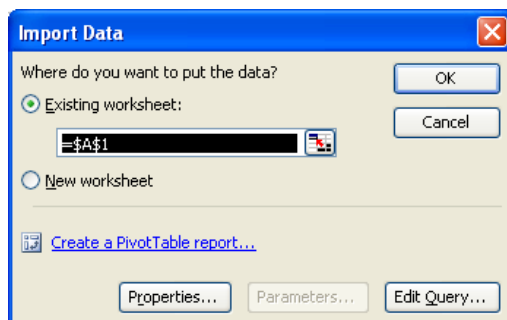 Import Data
Where do you want to put the data?
OK
Existing worksheet:
=$A$1
Cancel
New worksheet
Create a PivotTable report...
Properties...
Parameters...
Edit Query...